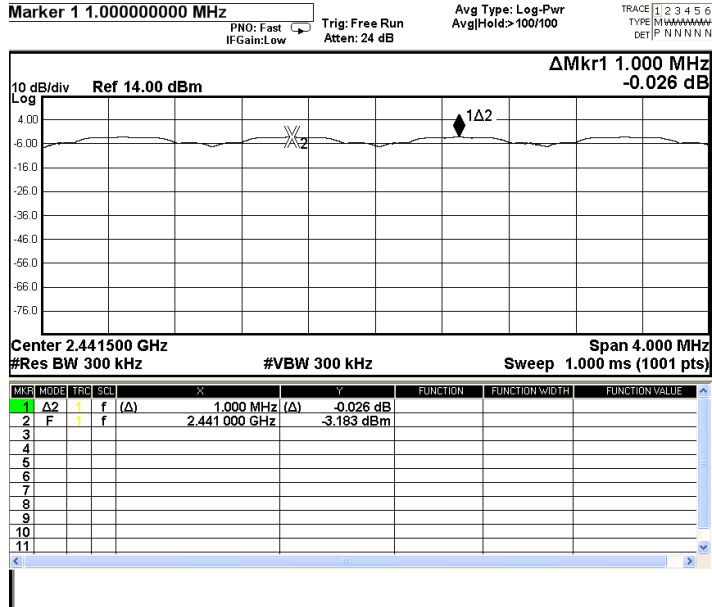 Marker 1 1.000000000 MHz
PNO: Fast
IFGain:Low
Trig: Free Run
Atten: 24 dB
Avg Type: Log-Pwr
Avg|Hold:>100/100
TRACE 1 2 3 4 5 6
TYPE M
DET P N N N N N
ΔMkr1 1.000 MHz
-0.026 dB
10 dB/div Ref 14.00 dBm
Log
4.00
-6.00
-16.0
-26.0
-36.0
-46.0
-56.0
-66.0
-76.0
1Δ2
2
Center 2.441500 GHz
Span 4.000 MHz
#Res BW 300 kHz
#VBW 300 kHz
Sweep 1.000 ms (1001 pts)
MKR MODE TRC SCL X Y FUNCTION FUNCTION WIDTH FUNCTION VALUE
1 Δ2 1 f (Δ) 1.000 MHz (Δ) -0.026 dB
2 F 1 f 2.441 000 GHz -3.183 dBm
3
4
5
6
7
8
9
10
11